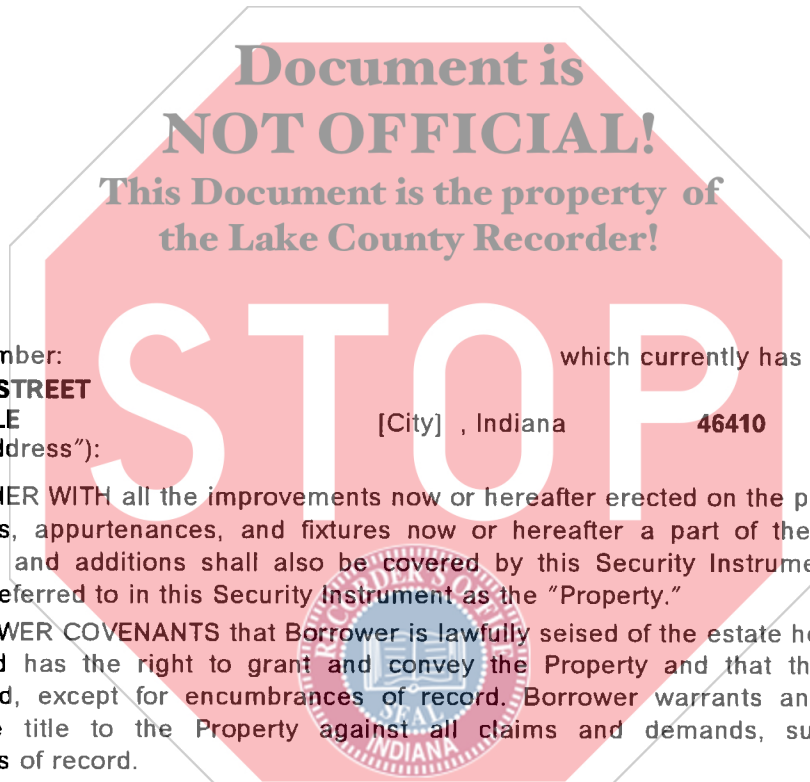 Document is
NOT OFFICIAL!
This Document is the property of
the Lake County Recorder!
STOP
mber: which currently has
STREET
LE [City] , Indiana 46410
ddress"):
ER WITH all the improvements now or hereafter erected on the p
s, appurtenances, and fixtures now or hereafter a part of the
and additions shall also be covered by this Security Instrume
eferred to in this Security Instrument as the "Property."
WER COVENANTS that Borrower is lawfully seised of the estate he
d has the right to grant and convey the Property and that th
d, except for encumbrances of record. Borrower warrants an
e title to the Property against all claims and demands, su
s of record.
RECORDER'S OFFICE
SEAL
INDIANA